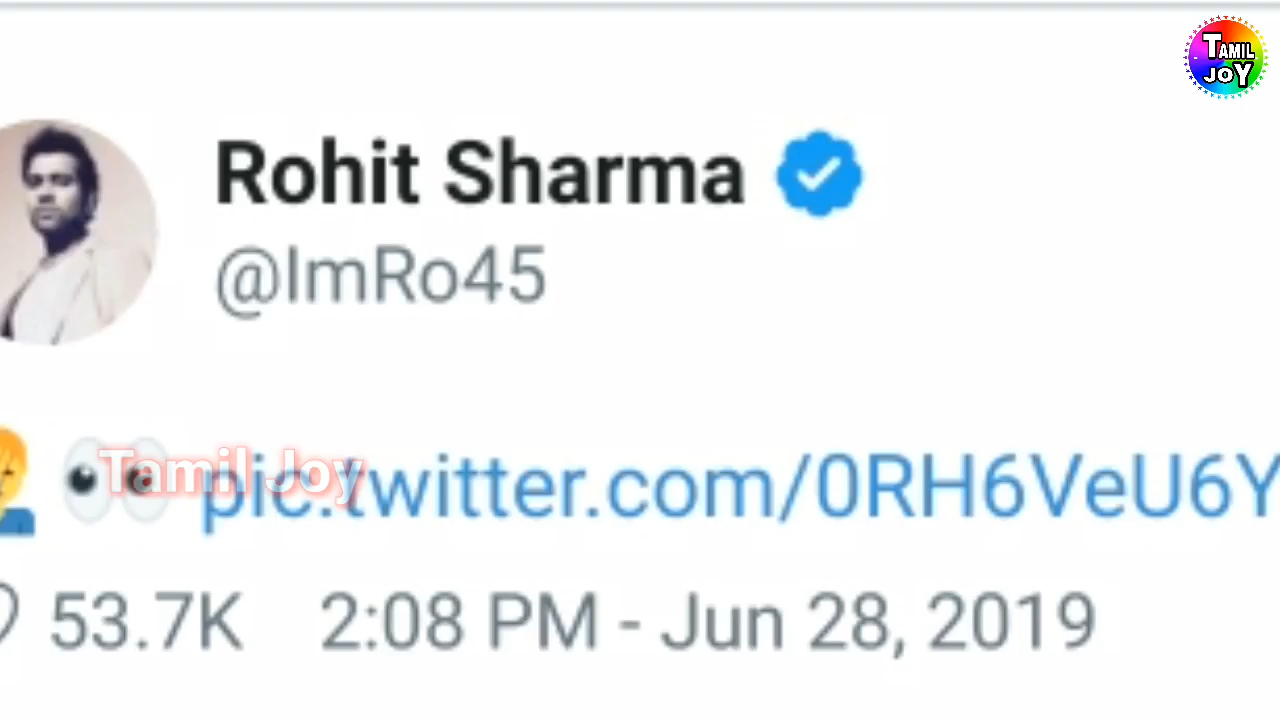 TAMIL
JOY
Rohit Sharma
@ImRo45
Tamil Joy
pic.twitter.com/0RH6VeU6Y
53.7K 2:08 PM - Jun 28, 2019